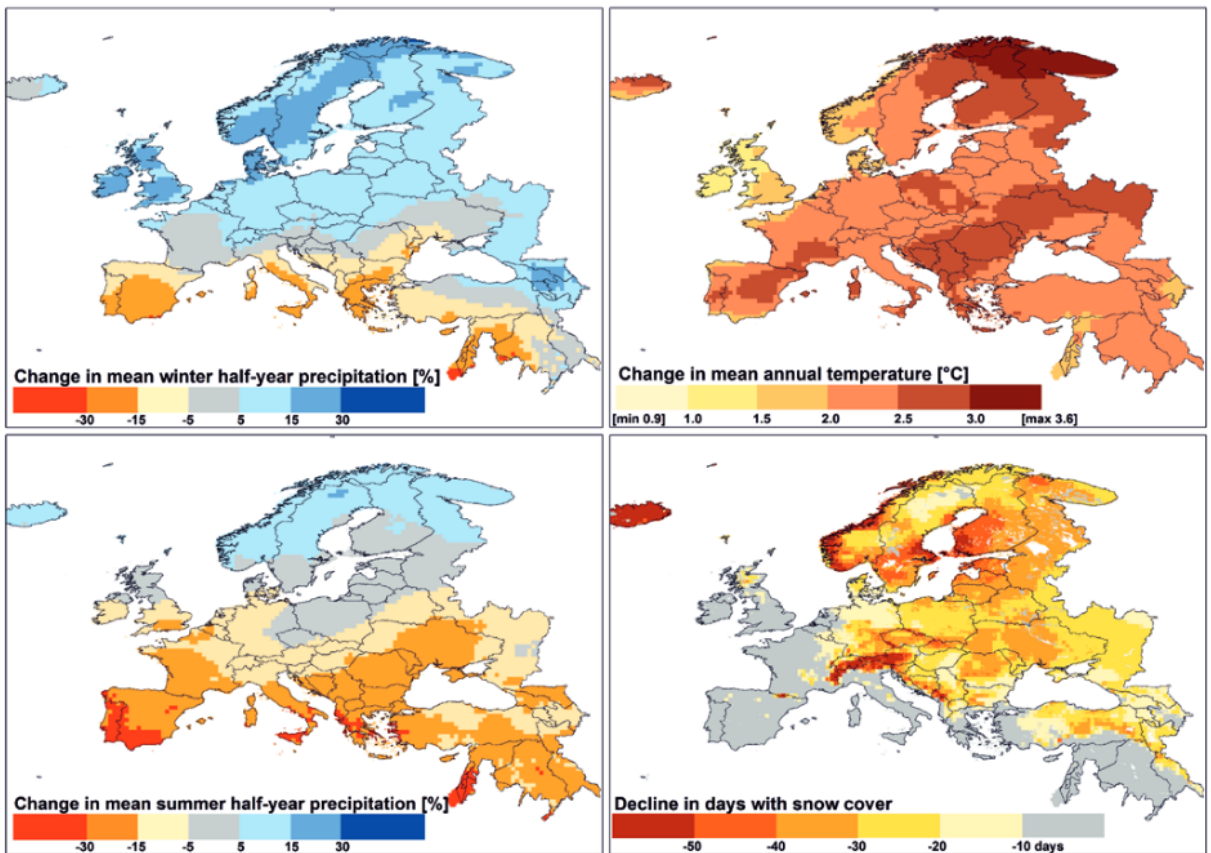 Change in mean winter half-year precipitation [%]
-30 -15 -5 5 15 30
Change in mean annual temperature [°C]
[min 0.9] 1.0 1.5 2.0 2.5 3.0 [max 3.6]
Change in mean summer half-year precipitation [%]
-30 -15 -5 5 15 30
Decline in days with snow cover
-50 -40 -30 -20 -10 days